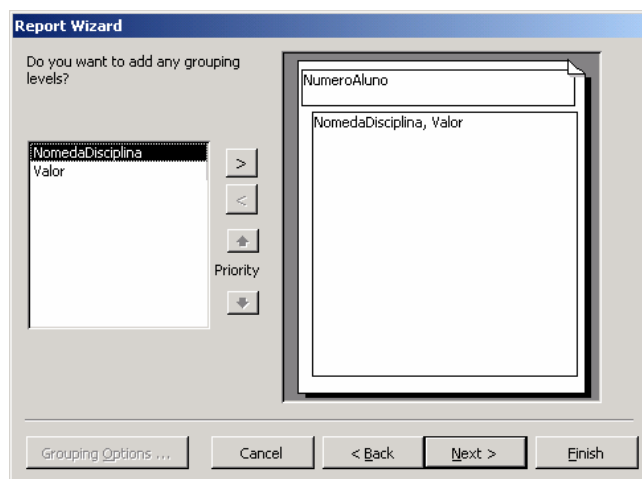 Report Wizard
Do you want to add any grouping
levels?
NomedaDisciplina
Valor
>
<
Priority
NumeroAluno
NomedaDisciplina, Valor
Grouping Options ...
Cancel
< Back
Next >
Finish